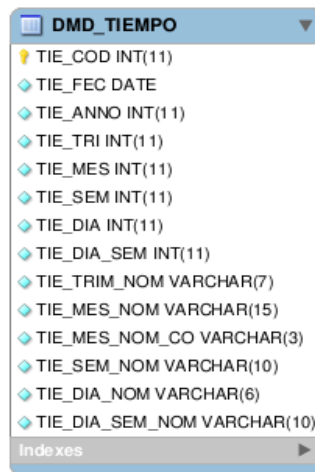 DMD_TIEMPO
TIE_COD INT(11)
TIE_FEC DATE
TIE_ANNO INT(11)
TIE_TRI INT(11)
TIE_MES INT(11)
TIE_SEM INT(11)
TIE_DIA INT(11)
TIE_DIA_SEM INT(11)
TIE_TRIM_NOM VARCHAR(7)
TIE_MES_NOM VARCHAR(15)
TIE_MES_NOM_CO VARCHAR(3)
TIE_SEM_NOM VARCHAR(10)
TIE_DIA_NOM VARCHAR(6)
TIE_DIA_SEM_NOM VARCHAR(10)
Indexes